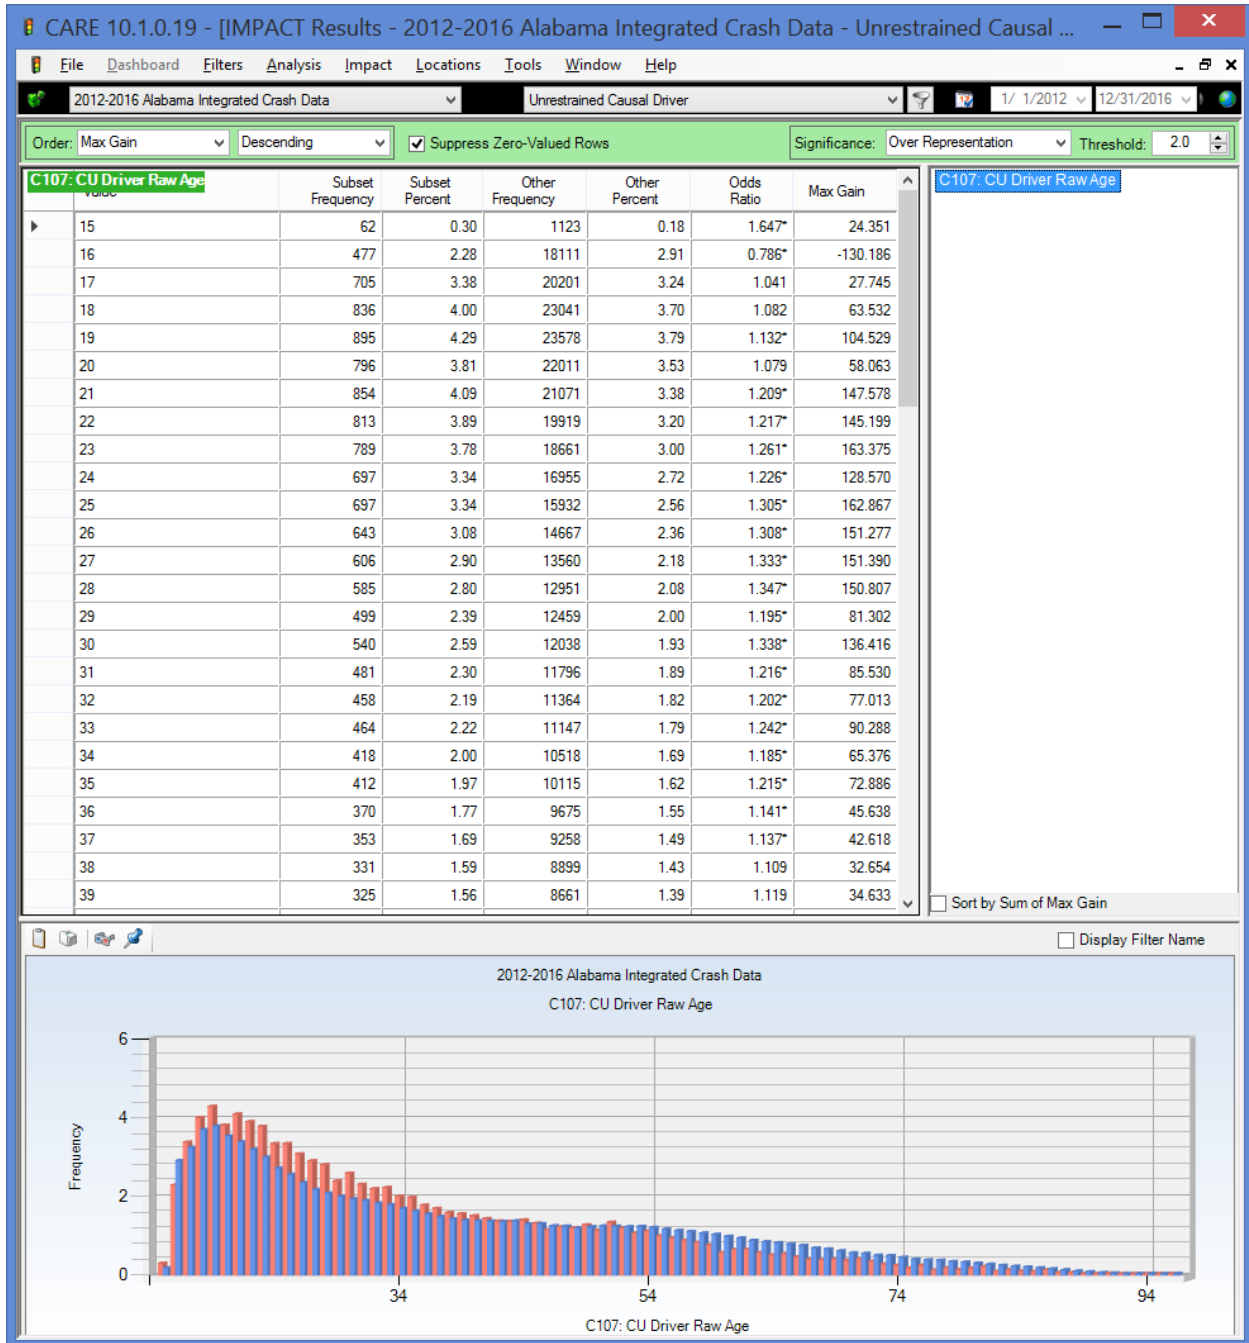 CARE 10.1.0.19 - [IMPACT Results - 2012-2016 Alabama Integrated Crash Data - Unrestrained Causal ...
File Dashboard Filters Analysis Impact Locations Tools Window Help
2012-2016 Alabama Integrated Crash Data Unrestrained Causal Driver 1/ 1/2012 12/31/2016
Order: Max Gain Descending Suppress Zero-Valued Rows Significance: Over Representation Threshold: 2.0
C107: CU Driver Raw Age Subset Frequency Subset Percent Other Frequency Other Percent Odds Ratio Max Gain C107: CU Driver Raw Age
15 62 0.30 1123 0.18 1.647* 24.351
16 477 2.28 18111 2.91 0.786* -130.186
17 705 3.38 20201 3.24 1.041 27.745
18 836 4.00 23041 3.70 1.082 63.532
19 895 4.29 23578 3.79 1.132* 104.529
20 796 3.81 22011 3.53 1.079 58.063
21 854 4.09 21071 3.38 1.209* 147.578
22 813 3.89 19919 3.20 1.217* 145.199
23 789 3.78 18661 3.00 1.261* 163.375
24 697 3.34 16955 2.72 1.226* 128.570
25 697 3.34 15932 2.56 1.305* 162.867
26 643 3.08 14667 2.36 1.308* 151.277
27 606 2.90 13560 2.18 1.333* 151.390
28 585 2.80 12951 2.08 1.347* 150.807
29 499 2.39 12459 2.00 1.195* 81.302
30 540 2.59 12038 1.93 1.338* 136.416
31 481 2.30 11796 1.89 1.216* 85.530
32 458 2.19 11364 1.82 1.202* 77.013
33 464 2.22 11147 1.79 1.242* 90.288
34 418 2.00 10518 1.69 1.185* 65.376
35 412 1.97 10115 1.62 1.215* 72.886
36 370 1.77 9675 1.55 1.141* 45.638
37 353 1.69 9258 1.49 1.137* 42.618
38 331 1.59 8899 1.43 1.109 32.654
39 325 1.56 8661 1.39 1.119 34.633
Sort by Sum of Max Gain
Display Filter Name
2012-2016 Alabama Integrated Crash Data
C107: CU Driver Raw Age
6
4
2
0
Frequency
34 54 74 94
C107: CU Driver Raw Age